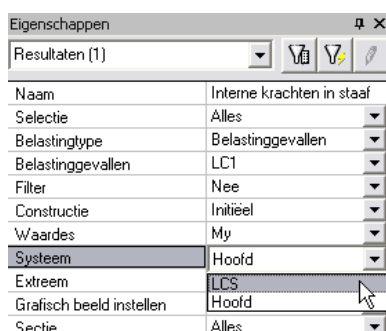 Eigenschappen
Resultaten (1)
Naam Interne krachten in staaf
Selectie Alles
Belastingtype Belastinggevallen
Belastinggevallen LC1
Filter Nee
Constructie Initiëel
Waardes My
Systeem Hoofd
Extreem LCS
Grafisch beeld instellen Hoofd
Sectie Alles